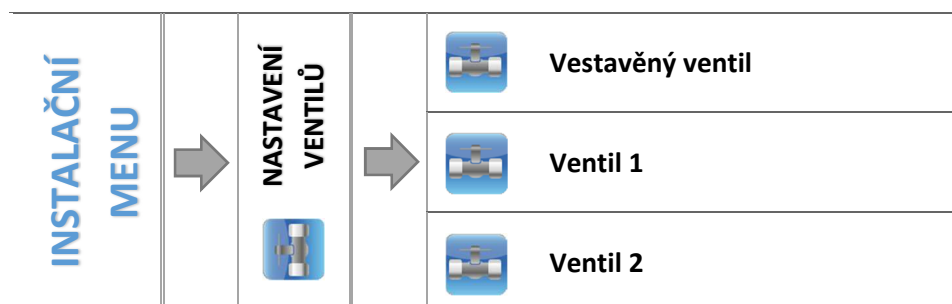 INSTALAČNÍ
MENU
NASTAVENÍ
VENTILŮ
Vestavěný ventil
Ventil 1
Ventil 2